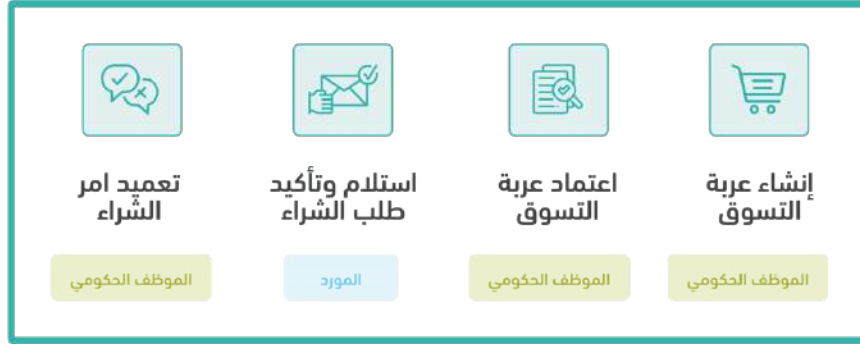 إنشاء عربة
التسوق
الموظف الحكومي
اعتماد عربة
التسوق
الموظف الحكومي
استلام وتأكيد
طلب الشراء
المورد
تعميد امر
الشراء
الموظف الحكومي